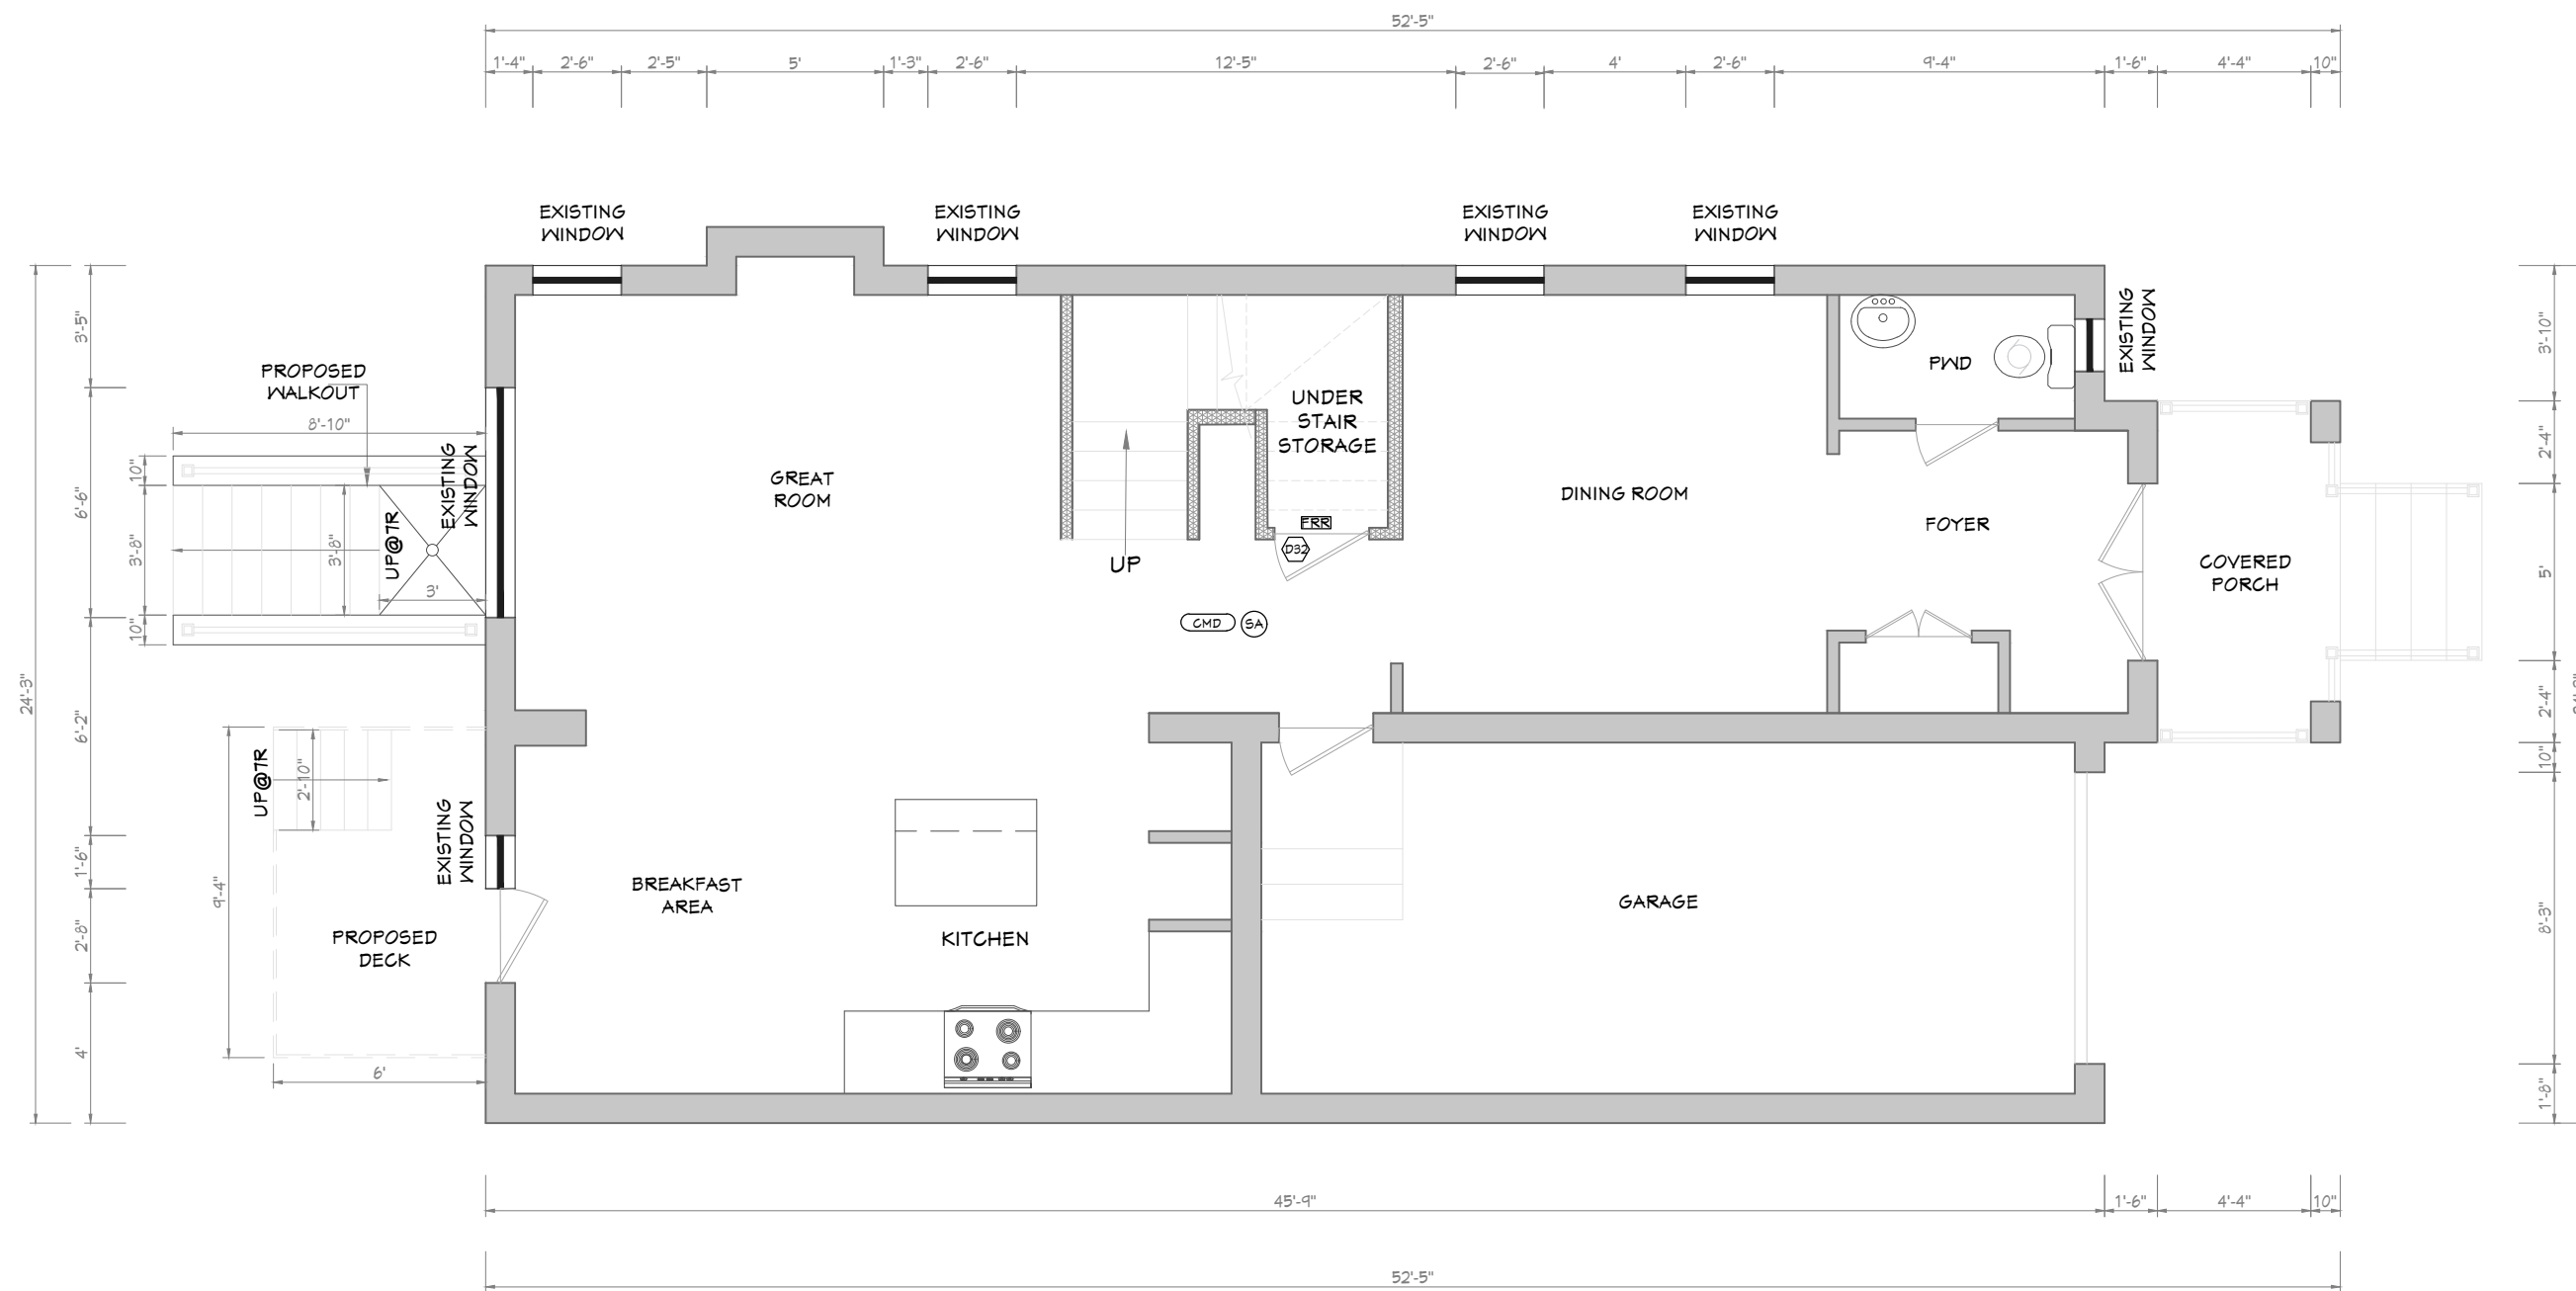 52'-5"
1'-4" 2'-6" 2'-5" 5' 1'-3" 2'-6" 12'-5" 2'-6" 4' 2'-6" 9'-4" 1'-6" 4'-4" 10"
EXISTING
WINDOW
EXISTING
WINDOW
EXISTING
WINDOW
EXISTING
WINDOW
EXISTING
WINDOW
24'-3"
3'-5"
6'-6"
6'-2"
1'-6"
2'-8"
4'
PROPOSED
WALKOUT
8'-10"
10"
3'-8"
10"
3'-8"
UP@7R
3'
EXISTING
WINDOW
GREAT
ROOM
UP
UNDER
STAIR
STORAGE
FRR
D32
CMD
SA
DINING ROOM
PWD
FOYER
COVERED
PORCH
3'-10"
2'-4"
5'
2'-4"
10"
8'-3"
1'-8"
UP@7R
2'-10"
9'-4"
EXISTING
WINDOW
PROPOSED
DECK
6'
BREAKFAST
AREA
KITCHEN
GARAGE
45'-9" 1'-6" 4'-4" 10"
52'-5"